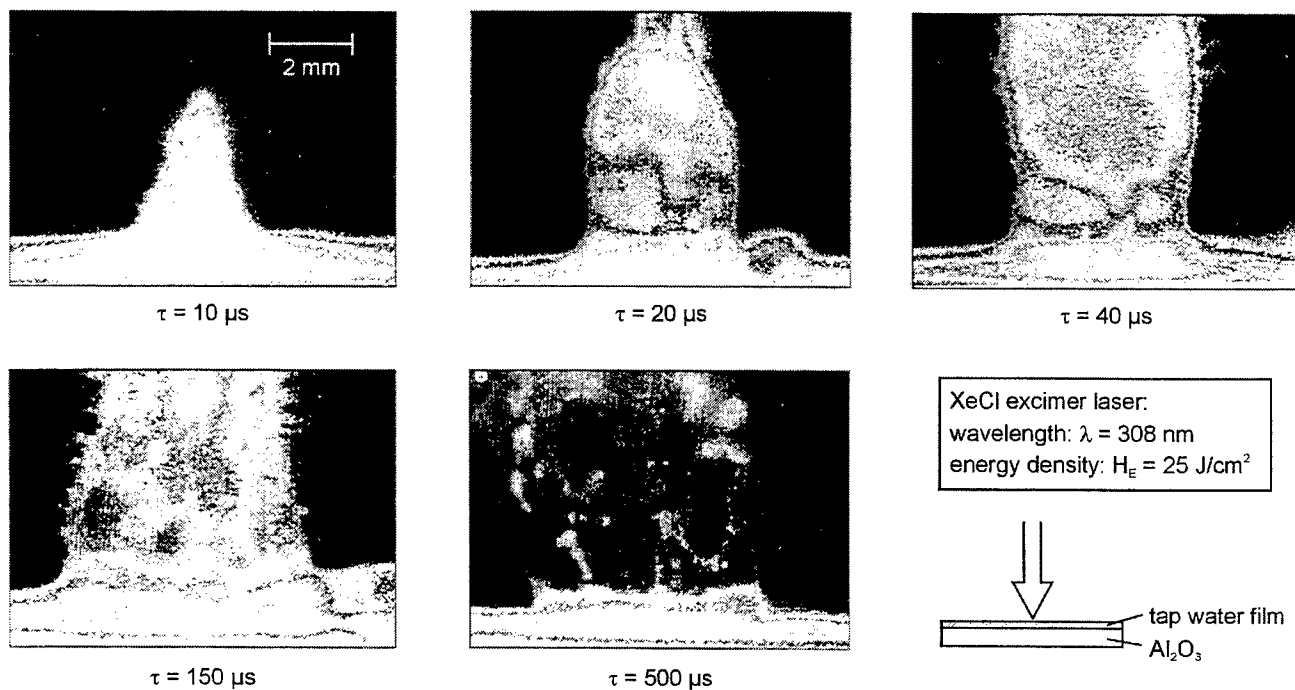 2 mm
τ = 10 µs
τ = 20 µs
τ = 40 µs
τ = 150 µs
τ = 500 µs
XeCl excimer laser:
wavelength: λ = 308 nm
energy density: H_E = 25 J/cm²
tap water film
Al₂O₃